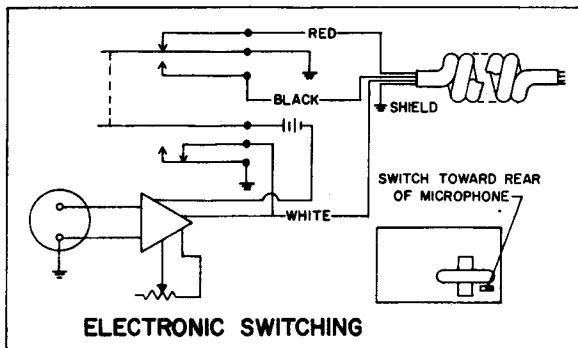 RED
BLACK
SHIELD
SWITCH TOWARD REAR
OF MICROPHONE
WHITE
ELECTRONIC SWITCHING